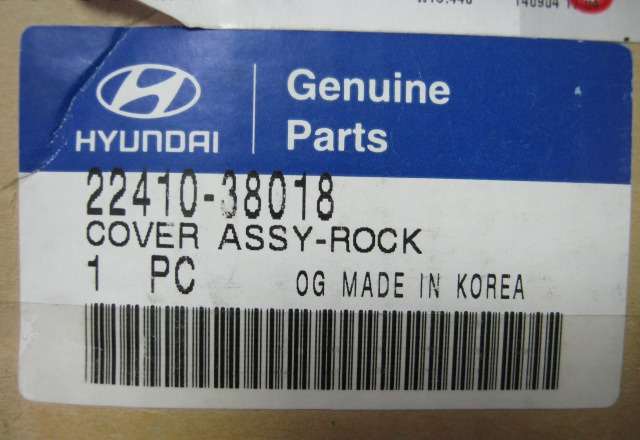 Genuine
Parts
HYUNDAI
22410-38018
COVER ASSY-ROCK
1 PC OG MADE IN KOREA